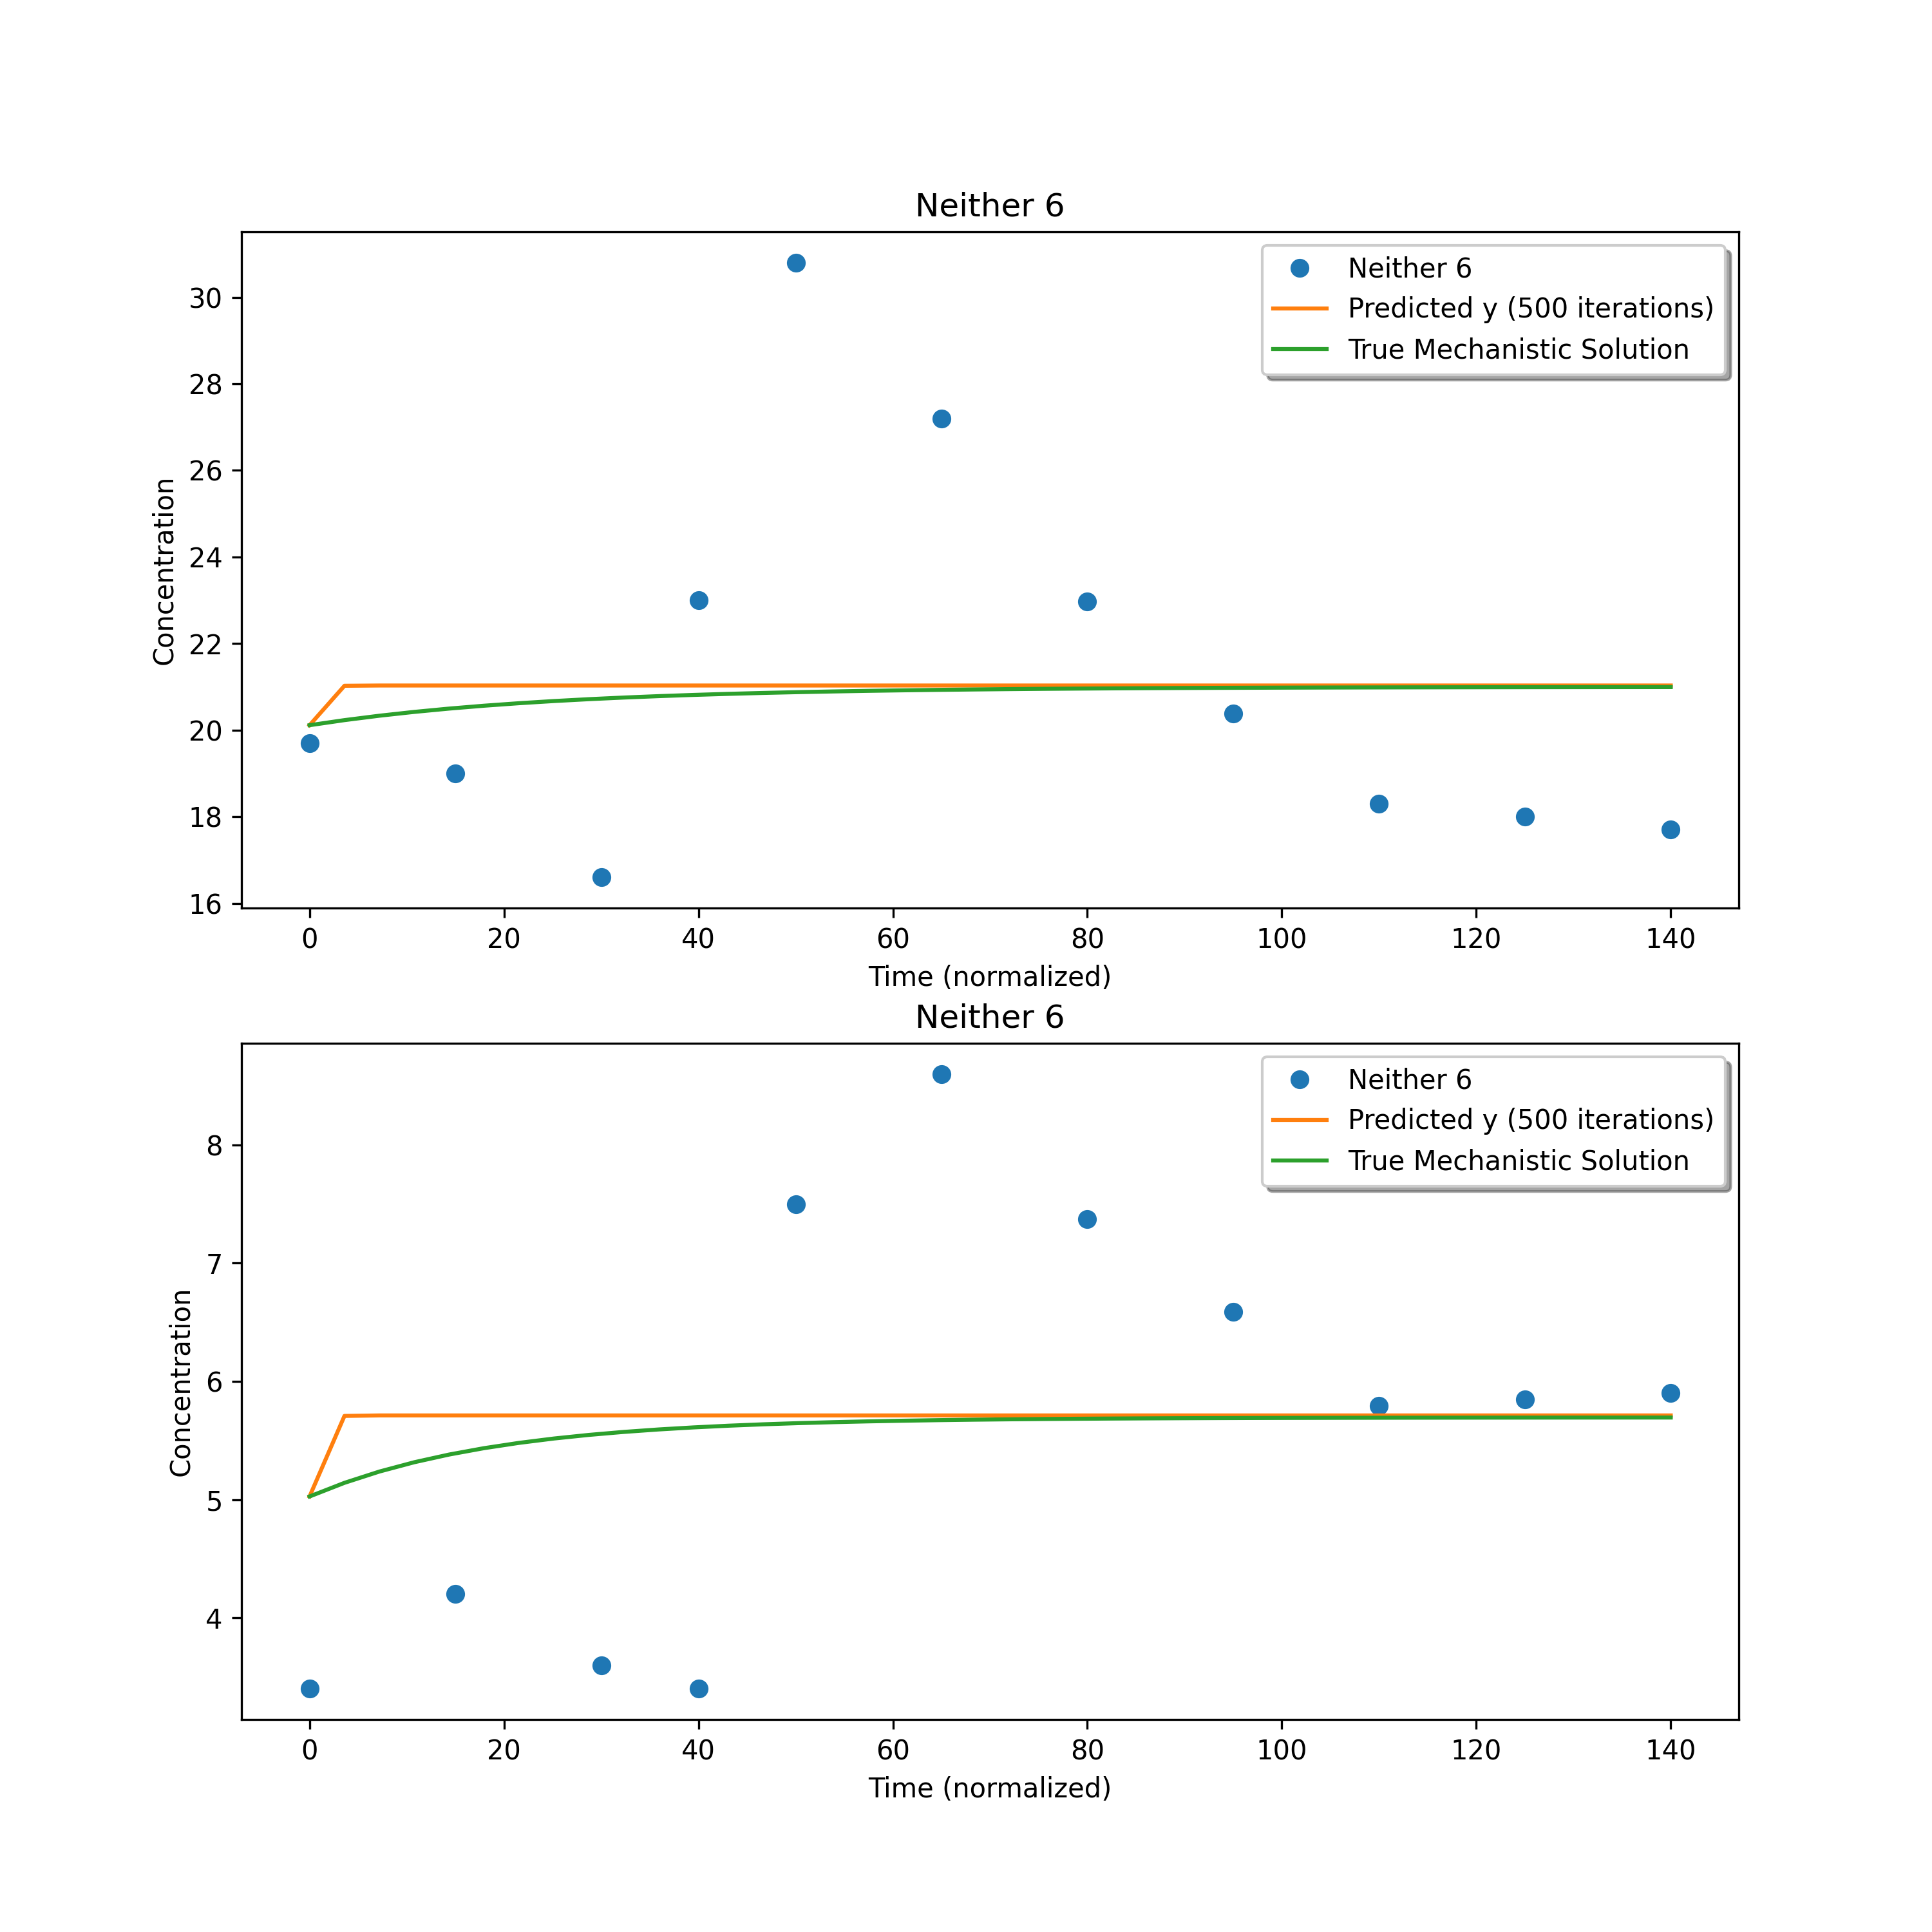 Neither 6
Neither 6
Predicted y (500 iterations)
True Mechanistic Solution
30
28
26
24
22
20
18
16
Concentration
0 20 40 60 80 100 120 140
Time (normalized)
Neither 6
Neither 6
Predicted y (500 iterations)
True Mechanistic Solution
8
7
6
5
4
Concentration
0 20 40 60 80 100 120 140
Time (normalized)